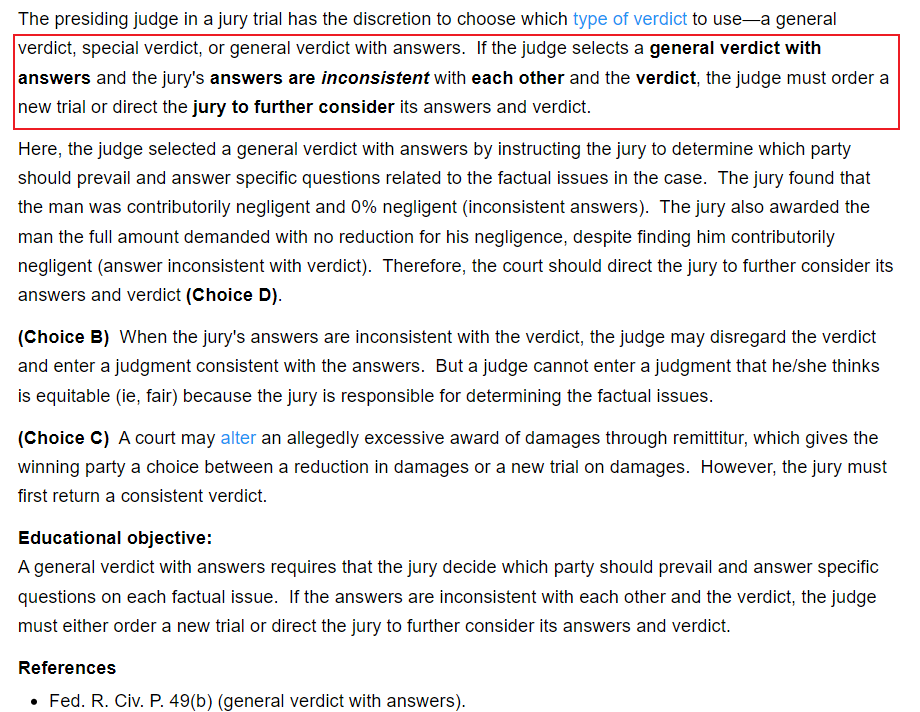 The presiding judge in a jury trial has the discretion to choose which type of verdict to use—a general
verdict, special verdict, or general verdict with answers. If the judge selects a general verdict with
answers and the jury's answers are inconsistent with each other and the verdict, the judge must order a
new trial or direct the jury to further consider its answers and verdict.
Here, the judge selected a general verdict with answers by instructing the jury to determine which party
should prevail and answer specific questions related to the factual issues in the case. The jury found that
the man was contributorily negligent and 0% negligent (inconsistent answers). The jury also awarded the
man the full amount demanded with no reduction for his negligence, despite finding him contributorily
negligent (answer inconsistent with verdict). Therefore, the court should direct the jury to further consider its
answers and verdict (Choice D).
(Choice B) When the jury's answers are inconsistent with the verdict, the judge may disregard the verdict
and enter a judgment consistent with the answers. But a judge cannot enter a judgment that he/she thinks
is equitable (ie, fair) because the jury is responsible for determining the factual issues.
(Choice C) A court may alter an allegedly excessive award of damages through remittitur, which gives the
winning party a choice between a reduction in damages or a new trial on damages. However, the jury must
first return a consistent verdict.
Educational objective:
A general verdict with answers requires that the jury decide which party should prevail and answer specific
questions on each factual issue. If the answers are inconsistent with each other and the verdict, the judge
must either order a new trial or direct the jury to further consider its answers and verdict.
References
• Fed. R. Civ. P. 49(b) (general verdict with answers).